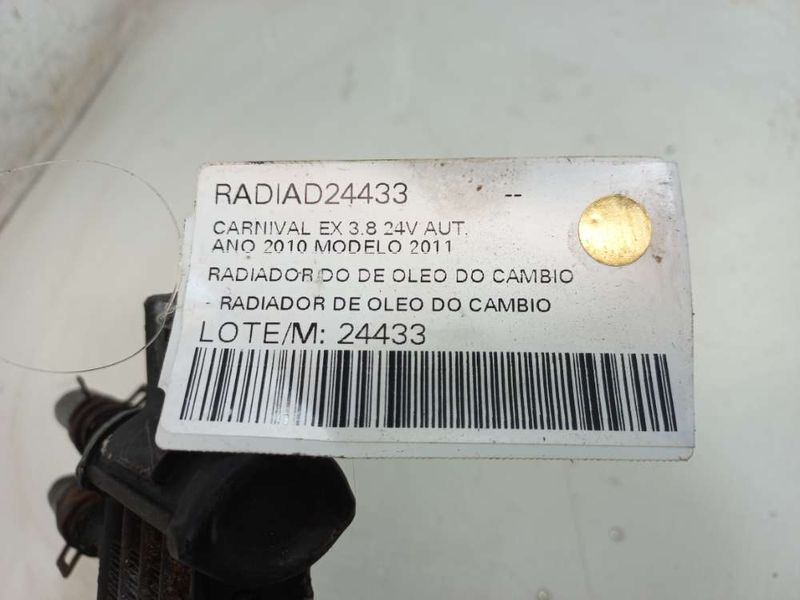 RADIAD24433 --
CARNIVAL EX 3.8 24V AUT.
ANO 2010 MODELO 2011
RADIADOR DO DE OLEO DO CAMBIO
- RADIADOR DE OLEO DO CAMBIO
LOTE/M: 24433